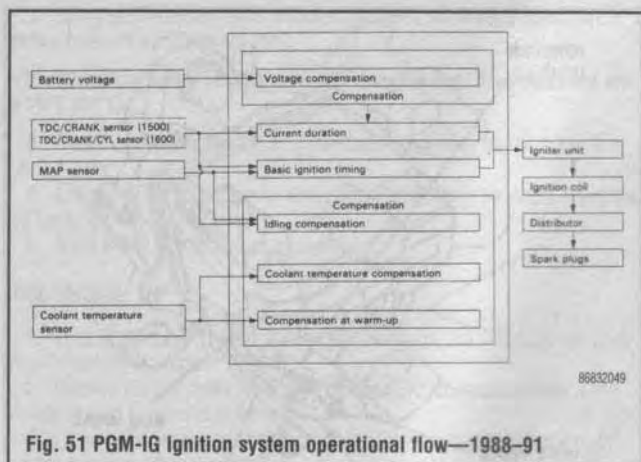 Battery voltage
Voltage compensation
Compensation
TDC/CRANK sensor (1500)
TDC/CRANK/CYL sensor (1600)
Current duration
MAP sensor
Basic ignition timing
Igniter unit
Ignition coil
Distributor
Spark plugs
Compensation
Idling compensation
Coolant temperature compensation
Coolant temperature
sensor
Compensation at warm-up
86832049
Fig. 51 PGM-IG Ignition system operational flow—1988–91